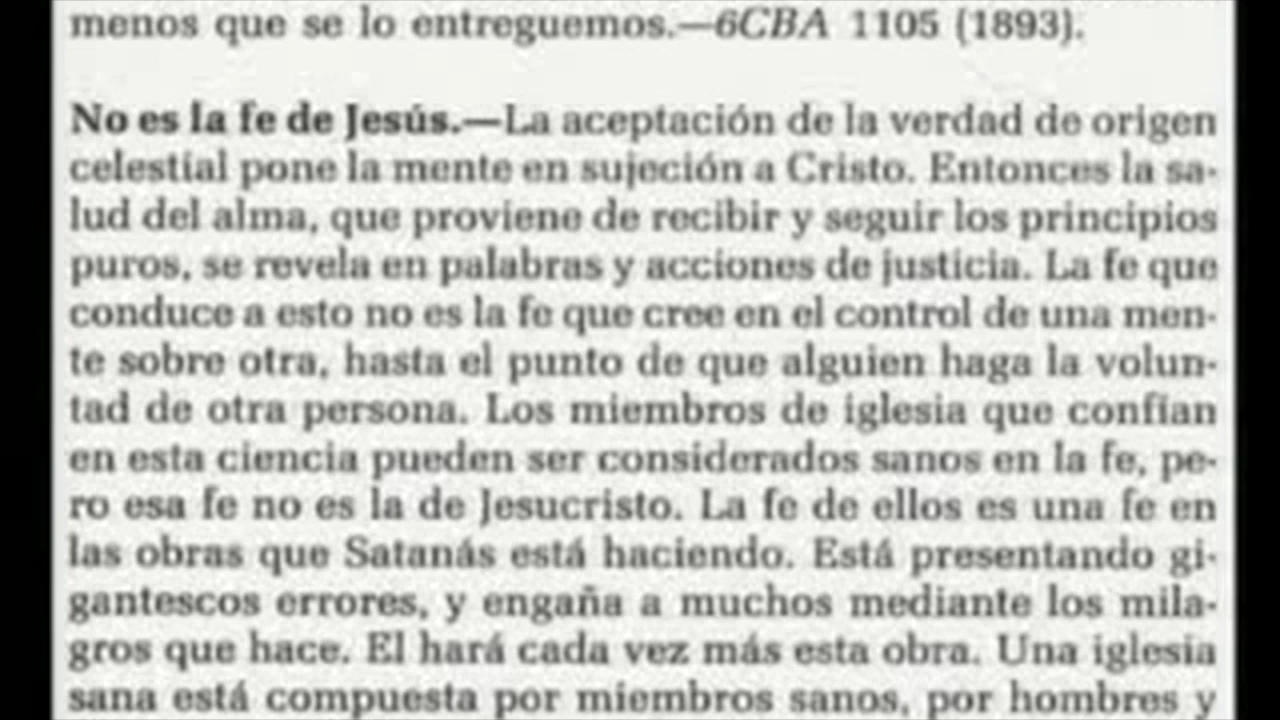 menos que se lo entreguemos.—6CBA 1105 (1893).
No es la fe de Jesús.—La aceptación de la verdad de origen
celestial pone la mente en sujeción a Cristo. Entonces la sa-
lud del alma, que proviene de recibir y seguir los principios
puros, se revela en palabras y acciones de justicia. La fe que
conduce a esto no es la fe que cree en el control de una men-
te sobre otra, hasta el punto de que alguien haga la volun-
tad de otra persona. Los miembros de iglesia que confían
en esta ciencia pueden ser considerados sanos en la fe, pe-
ro esa fe no es la de Jesucristo. La fe de ellos es una fe en
las obras que Satanás está haciendo. Está presentando gi-
gantescos errores, y engaña a muchos mediante los mila-
gros que hace. El hará cada vez más esta obra. Una iglesia
sana está compuesta por miembros sanos, por hombres y